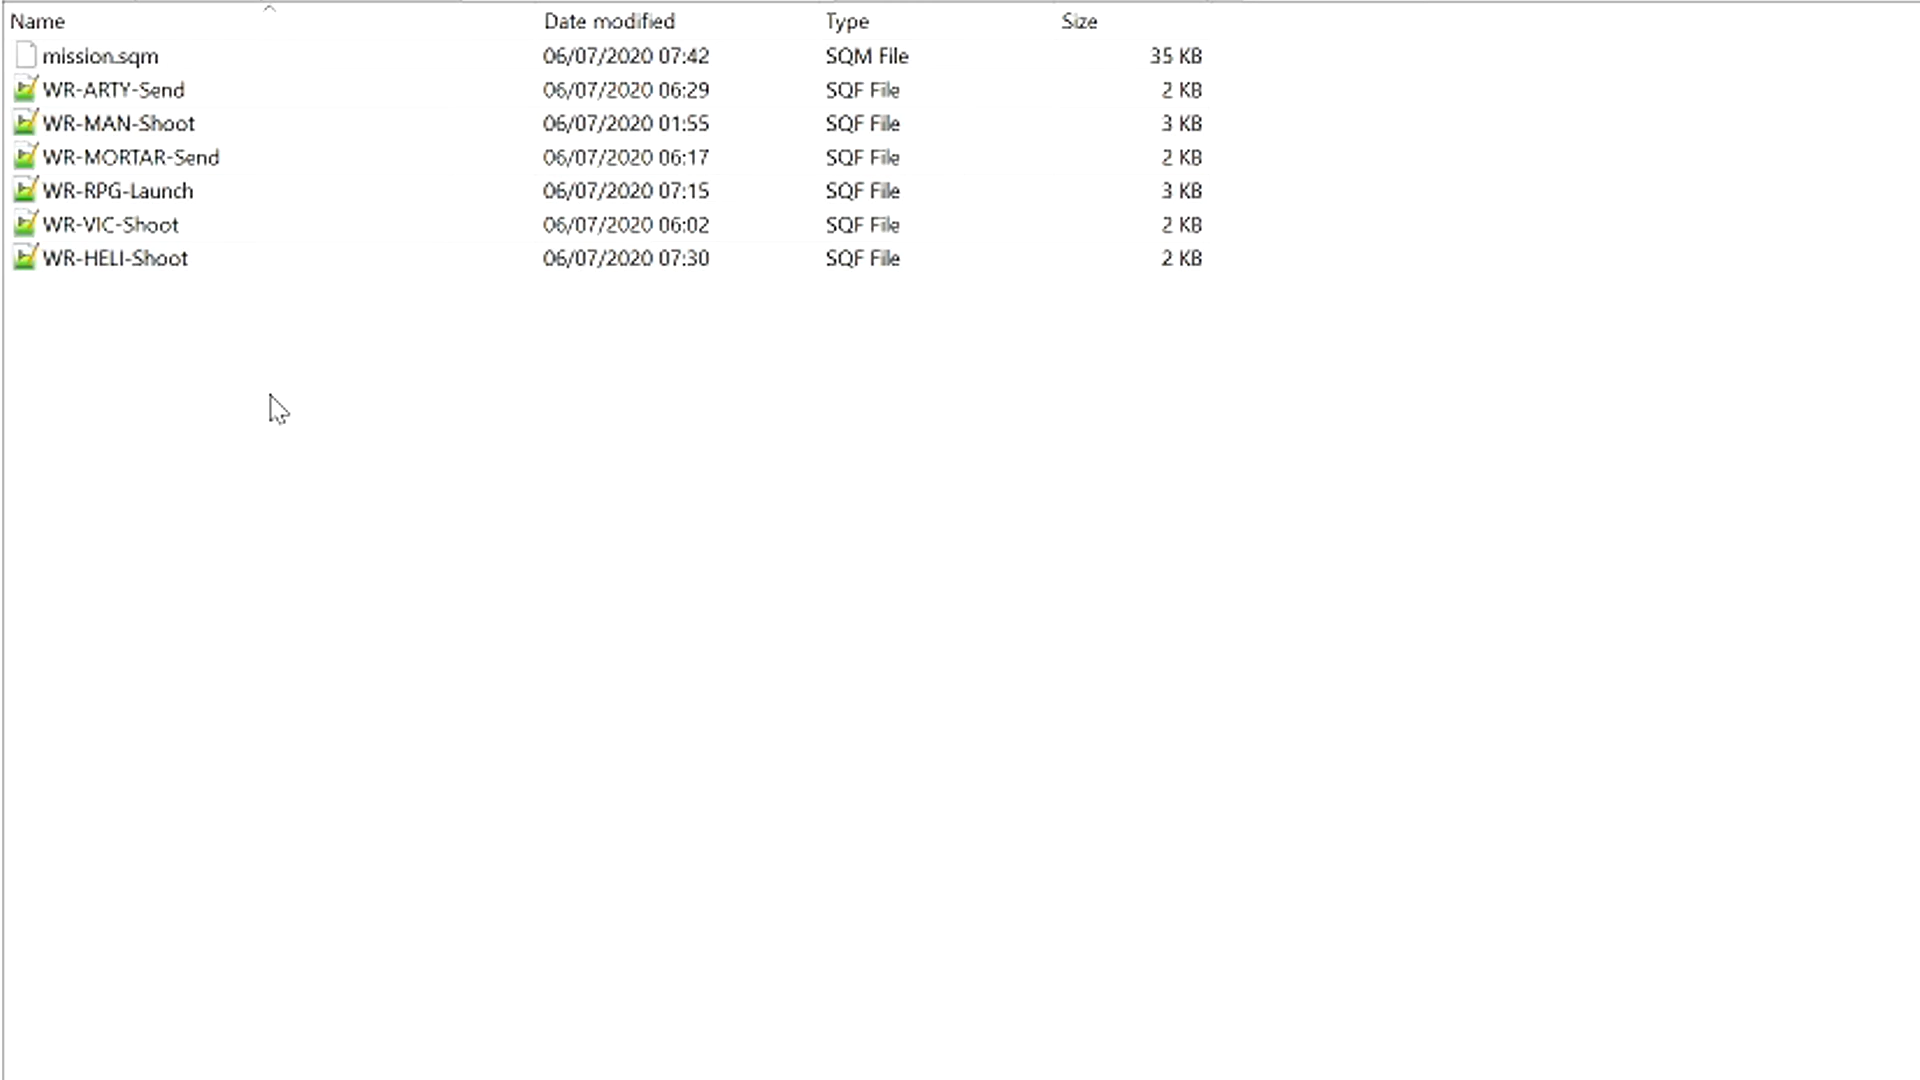 Name Date modified Type Size
mission.sqm 06/07/2020 07:42 SQM File 35 KB
WR-ARTY-Send 06/07/2020 06:29 SQF File 2 KB
WR-MAN-Shoot 06/07/2020 01:55 SQF File 3 KB
WR-MORTAR-Send 06/07/2020 06:17 SQF File 2 KB
WR-RPG-Launch 06/07/2020 07:15 SQF File 3 KB
WR-VIC-Shoot 06/07/2020 06:02 SQF File 2 KB
WR-HELI-Shoot 06/07/2020 07:30 SQF File 2 KB